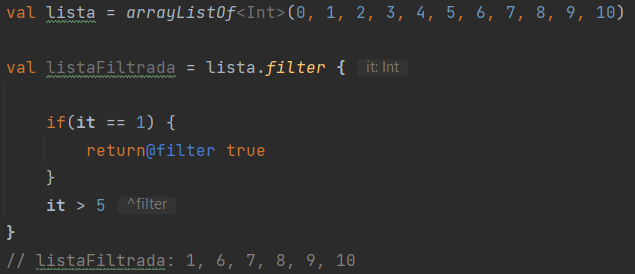 val lista = arrayListOf<Int>(0, 1, 2, 3, 4, 5, 6, 7, 8, 9, 10)
val listaFiltrada = lista.filter { it: Int
if(it == 1) {
return@filter true
}
it > 5 ^filter
}
// listaFiltrada: 1, 6, 7, 8, 9, 10